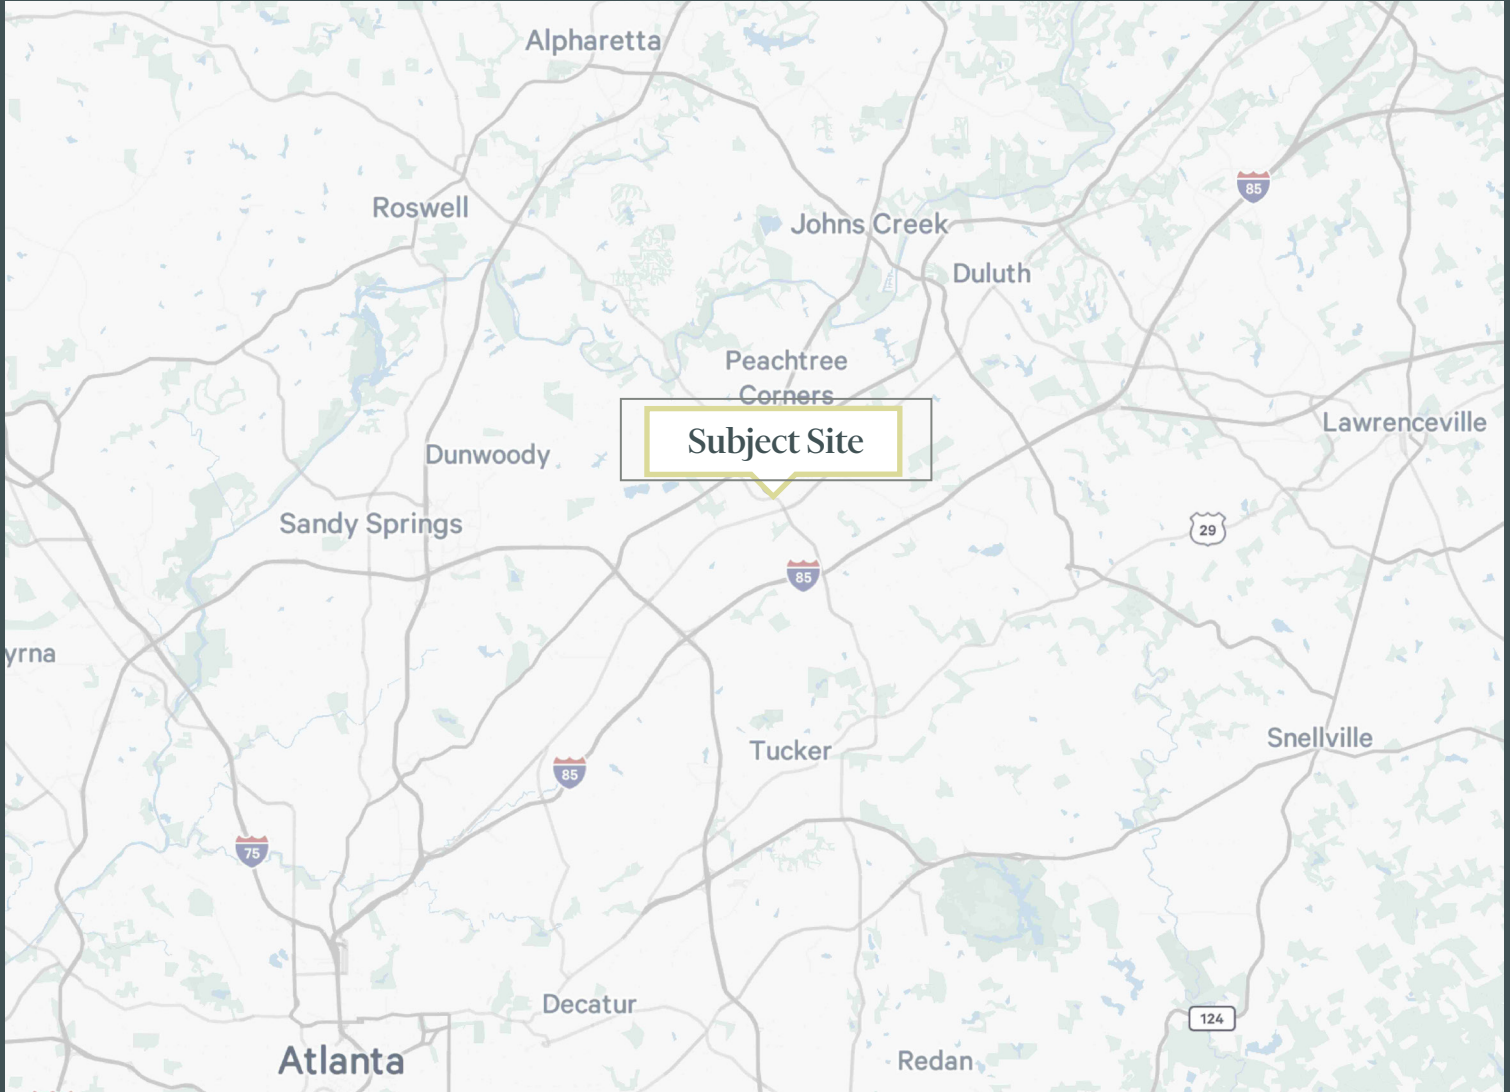 Alpharetta
85
Roswell
Johns Creek
Duluth
Peachtree
Corners
Lawrenceville
Subject Site
Dunwoody
Sandy Springs
29
85
yrna
Snellville
Tucker
85
75
Decatur
124
Atlanta
Redan